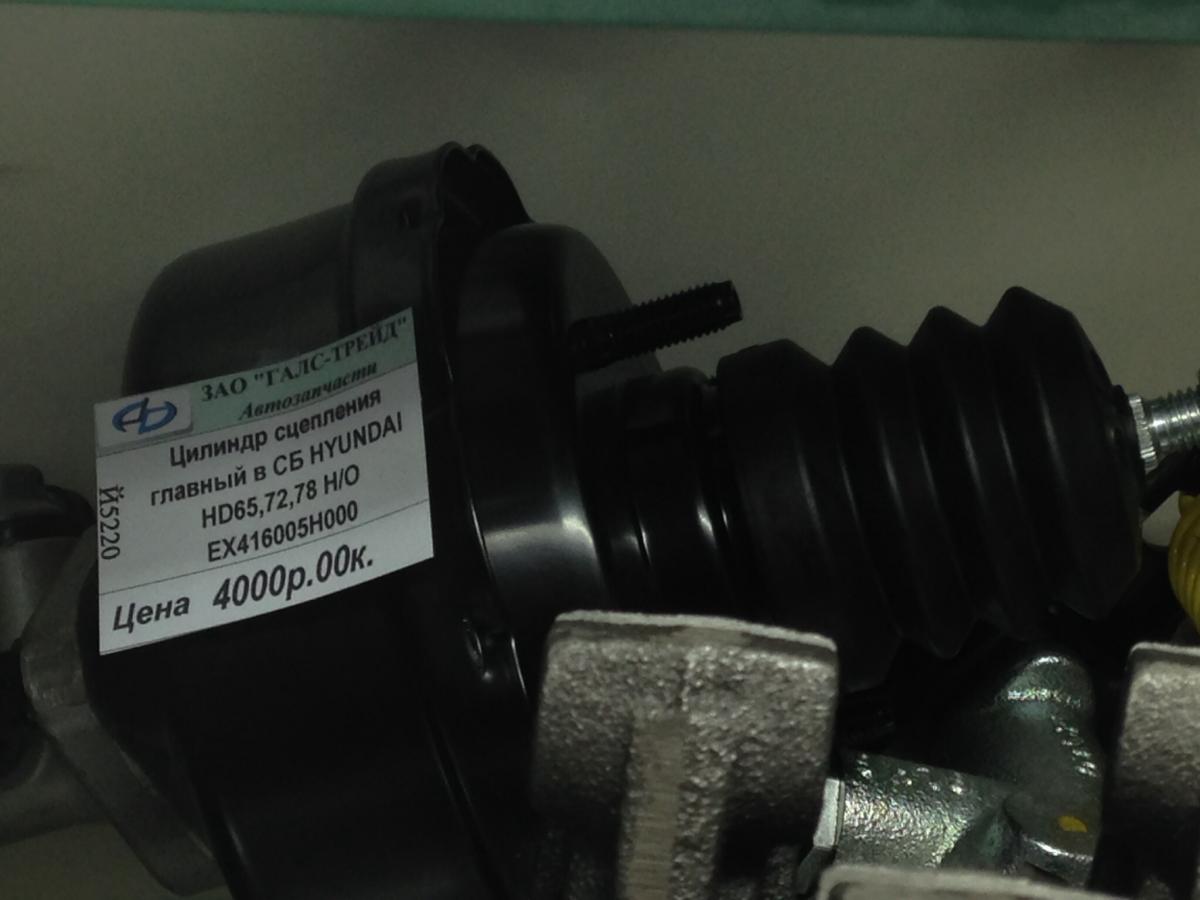 ЗАО "ГАЛС-ТРЕЙД"
Автозапчасти
Цилиндр сцепления
главный в СБ HYUNDAI
HD65,72,78 Н/О
EX416005H000
Й5220
Цена 4000р.00к.